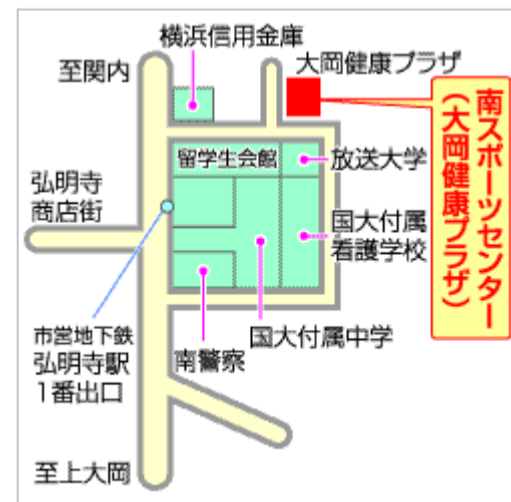 横浜信用金庫
至関内
大岡健康プラザ
南スポーツセンター
（大岡健康プラザ）
留学生会館
放送大学
弘明寺
商店街
国大付属
看護学校
市営地下鉄
弘明寺駅
1番出口
南警察
国大付属中学
至上大岡